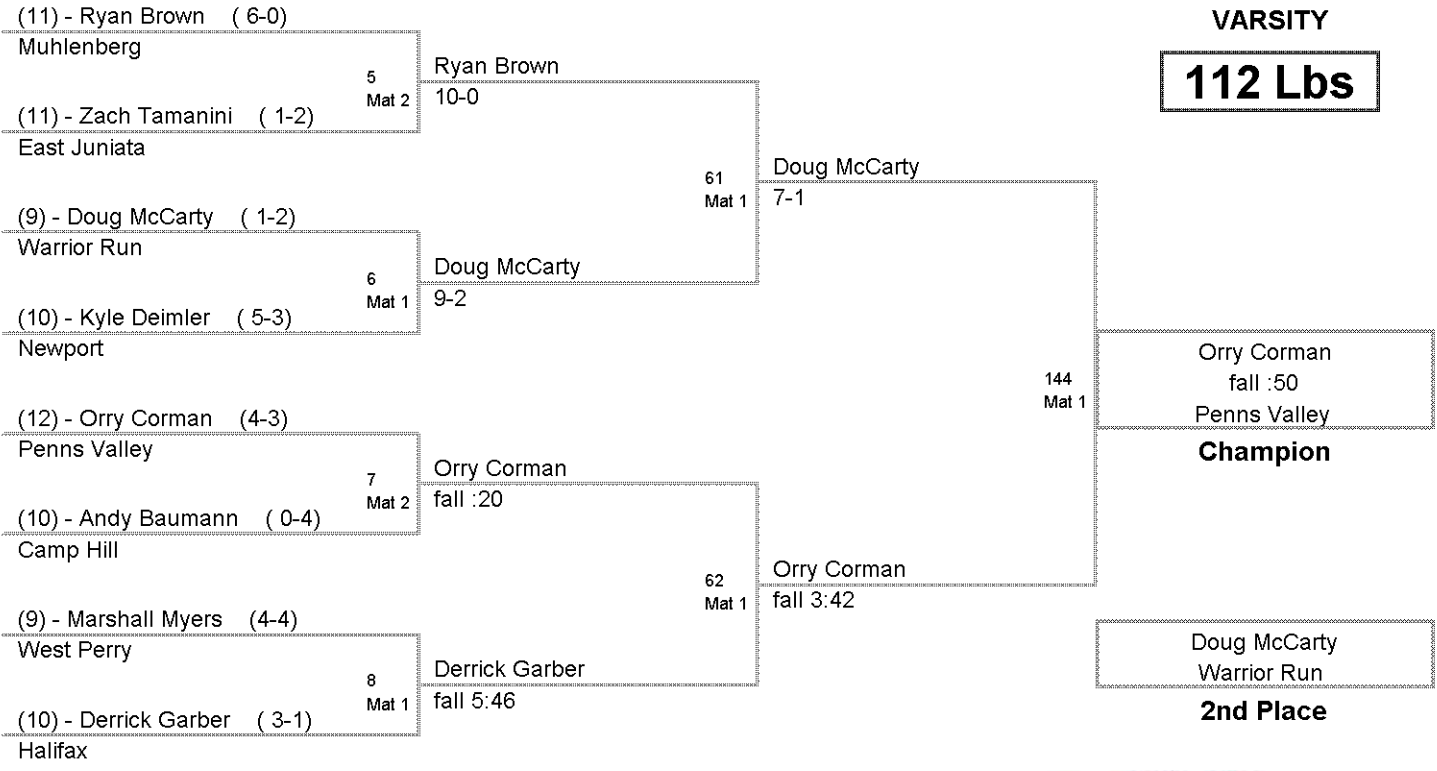 (11) - Ryan Brown ( 6-0)
Muhlenberg
5
Mat 2
(11) - Zach Tamanini ( 1-2)
East Juniata
(9) - Doug McCarty ( 1-2)
Warrior Run
6
Mat 1
(10) - Kyle Deimler ( 5-3)
Newport
(12) - Orry Corman (4-3)
Penns Valley
7
Mat 2
(10) - Andy Baumann ( 0-4)
Camp Hill
(9) - Marshall Myers (4-4)
West Perry
8
Mat 1
(10) - Derrick Garber ( 3-1)
Halifax
Ryan Brown
10-0
61
Mat 1
Doug McCarty
9-2
Orry Corman
fall :20
62
Mat 1
Derrick Garber
fall 5:46
Doug McCarty
7-1
144
Mat 1
Orry Corman
fall 3:42
VARSITY
112 Lbs
Orry Corman
fall :50
Penns Valley
Champion
Doug McCarty
Warrior Run
2nd Place